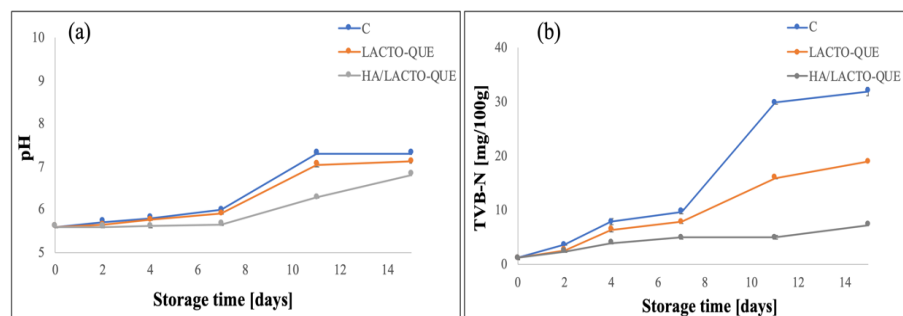 (a)
C
LACTO-QUE
HA/LACTO-QUE
10
9
8
7
6
5
pH
0 2 4 6 8 10 12 14
Storage time [days]
(b)
C
LACTO-QUE
HA/LACTO-QUE
40
30
20
10
0
TVB-N [mg/100g]
0 2 4 6 8 10 12 14
Storage time [days]